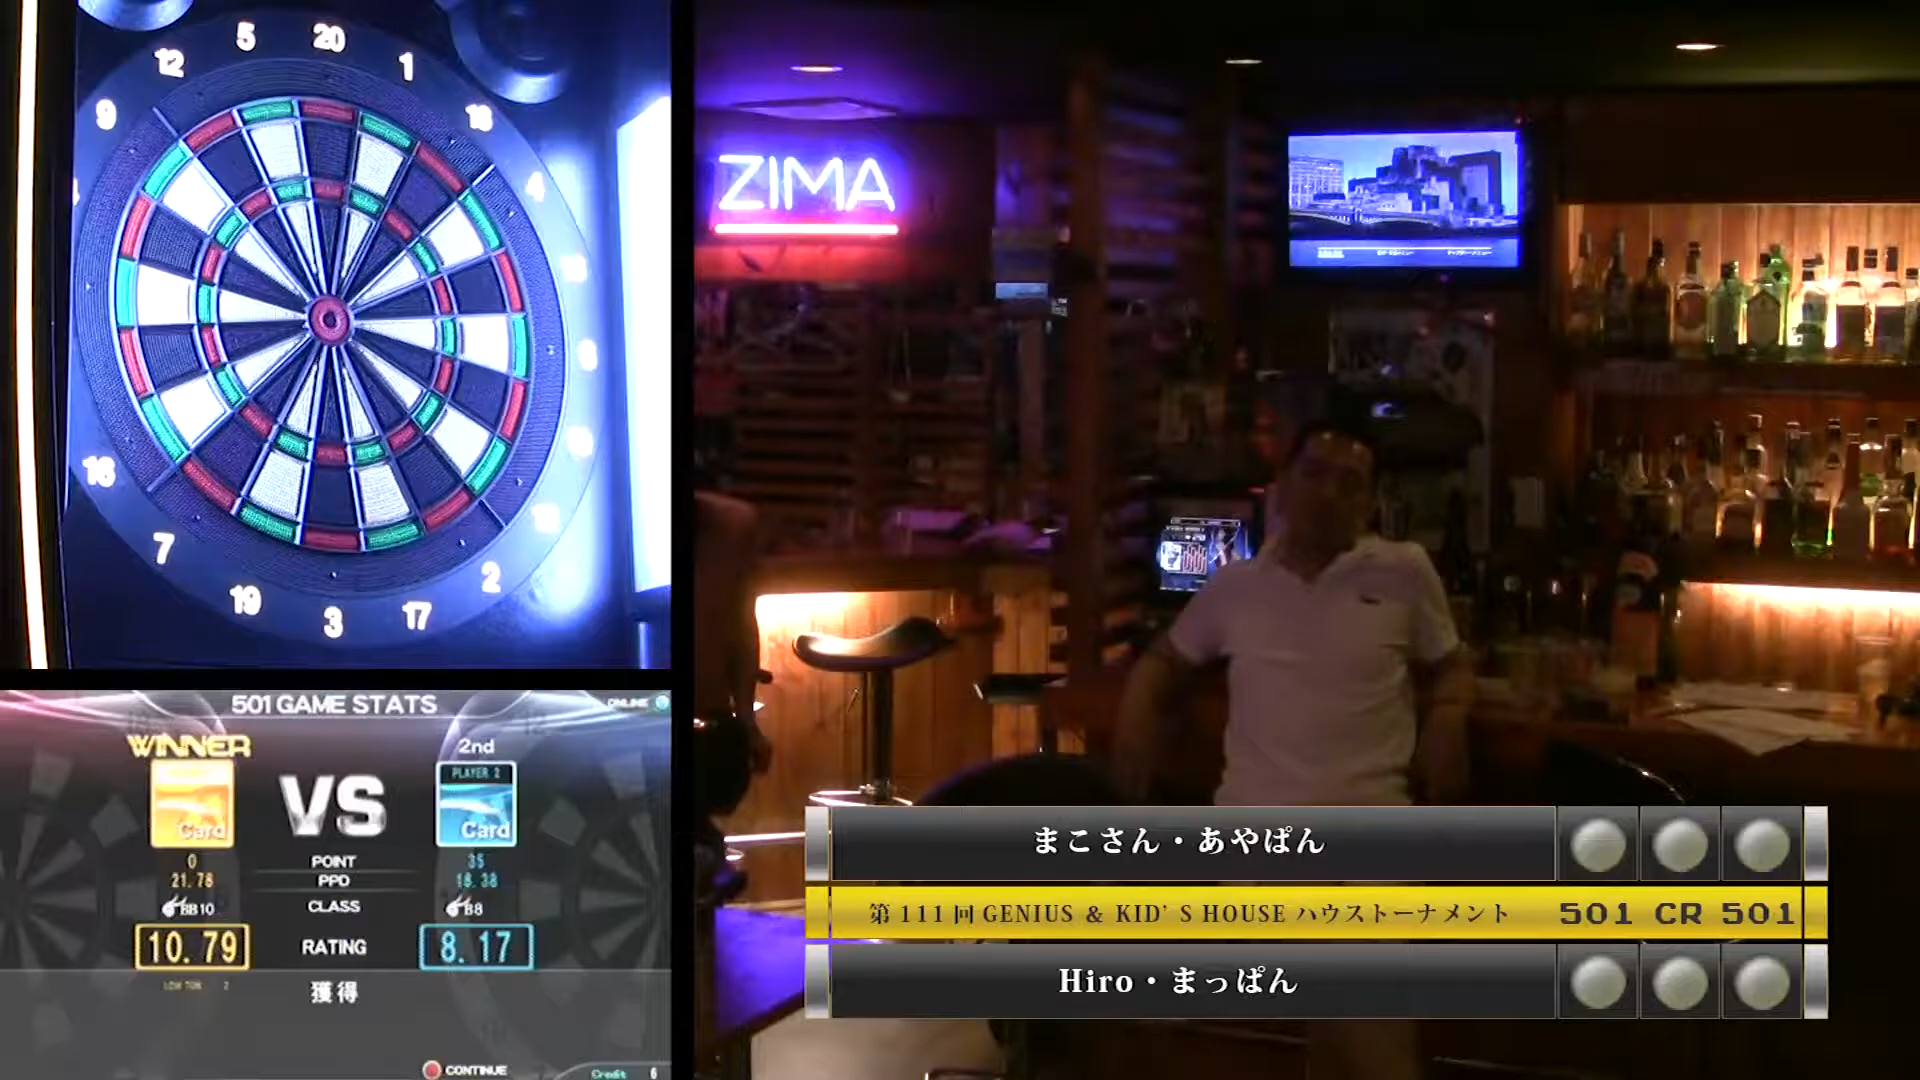 5 20 1
12 18
9 4
16
7 2
19 3 17
ZIMA
501 GAME STATS
ONLINE
WINNER
2nd
PLAYER 2
VS
Card
Card
0 POINT 35
21.78 PPD 18.38
BB10 CLASS B8
10.79 RATING 8.17
LOW TON 2
獲得
CONTINUE
Credit 6
まこさん・あやぱん
第111回 GENIUS & KID'S HOUSE ハウストーナメント 501 CR 501
Hiro・まっぱん